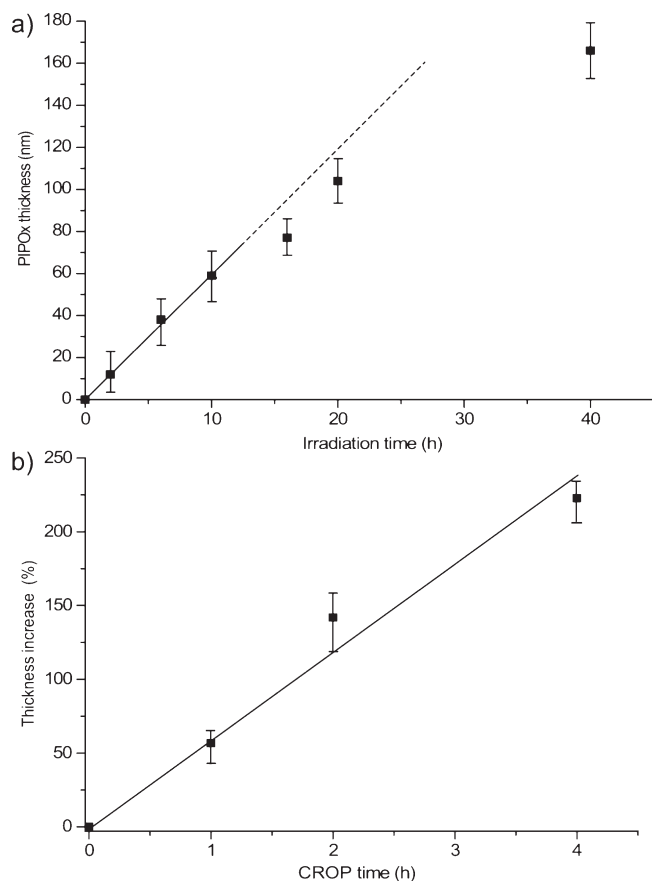 a)
180
160
140
120
100
80
60
40
20
0
PIPOx thickness (nm)
0 10 20 30 40
Irradiation time (h)
b)
250
200
150
100
50
0
Thickness increase (%)
0 1 2 3 4
CROP time (h)